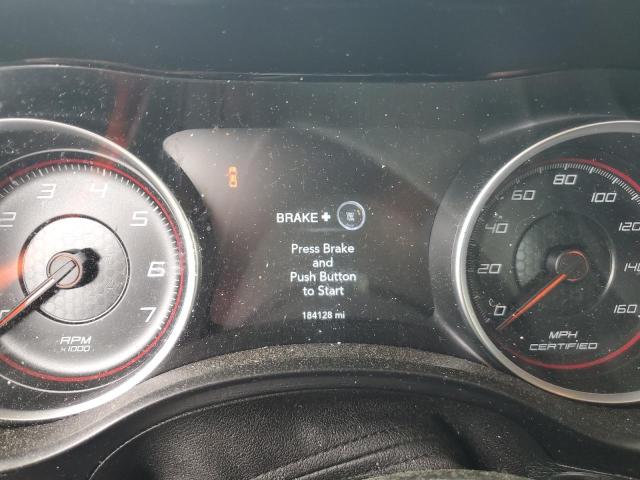 2 3 4 5 6 7
RPM
x1000
BRAKE +
Press Brake
and
Push Button
to Start
184128 mi
0 20 40 60 80 100 120 140 160
MPH
CERTIFIED